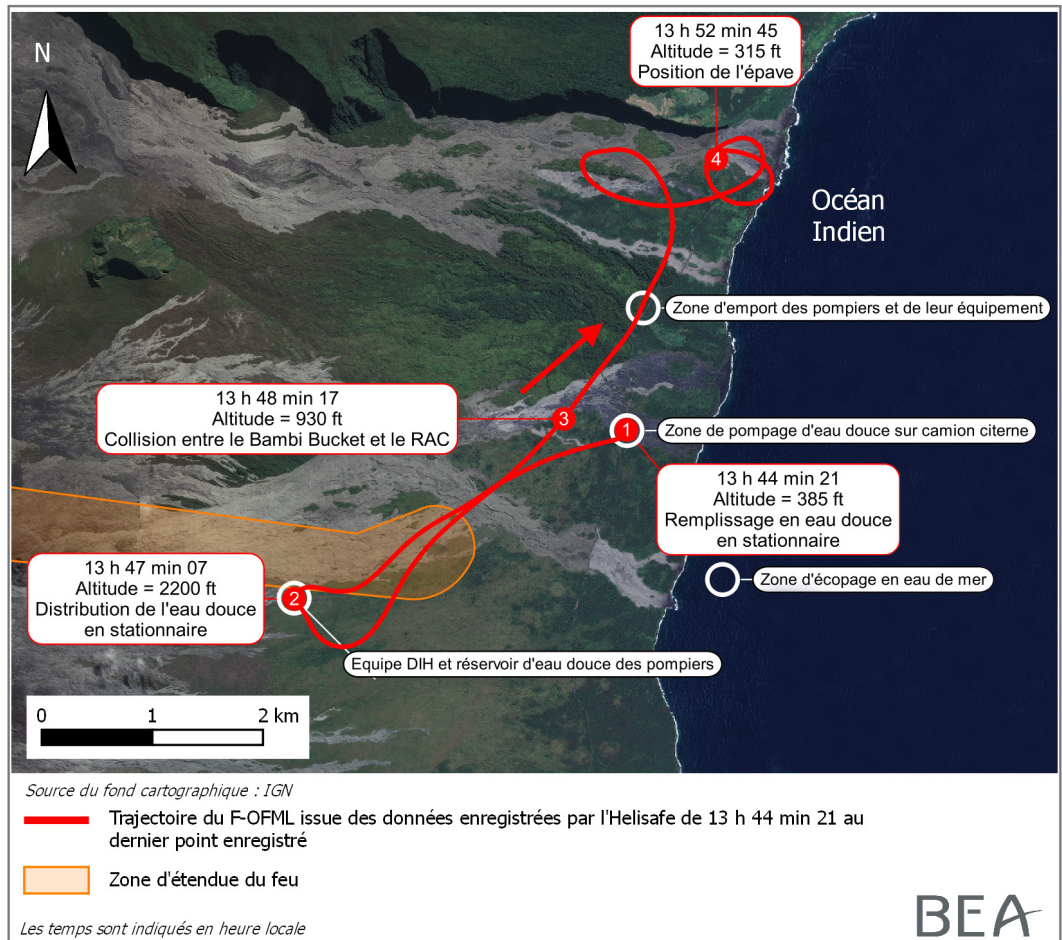 N
13 h 52 min 45
Altitude = 315 ft
Position de l'épave
4
Océan
Indien
Zone d'emport des pompiers et de leur équipement
13 h 48 min 17
Altitude = 930 ft
Collision entre le Bambi Bucket et le RAC
3
1
Zone de pompage d'eau douce sur camion citerne
13 h 44 min 21
Altitude = 385 ft
Remplissage en eau douce
en stationnaire
13 h 47 min 07
Altitude = 2200 ft
Distribution de l'eau douce
en stationnaire
2
Zone d'écopage en eau de mer
Equipe DIH et réservoir d'eau douce des pompiers
0 1 2 km
Source du fond cartographique : IGN
Trajectoire du F-OFML issue des données enregistrées par l'Helisafe de 13 h 44 min 21 au
dernier point enregistré
Zone d'étendue du feu
Les temps sont indiqués en heure locale
BEA